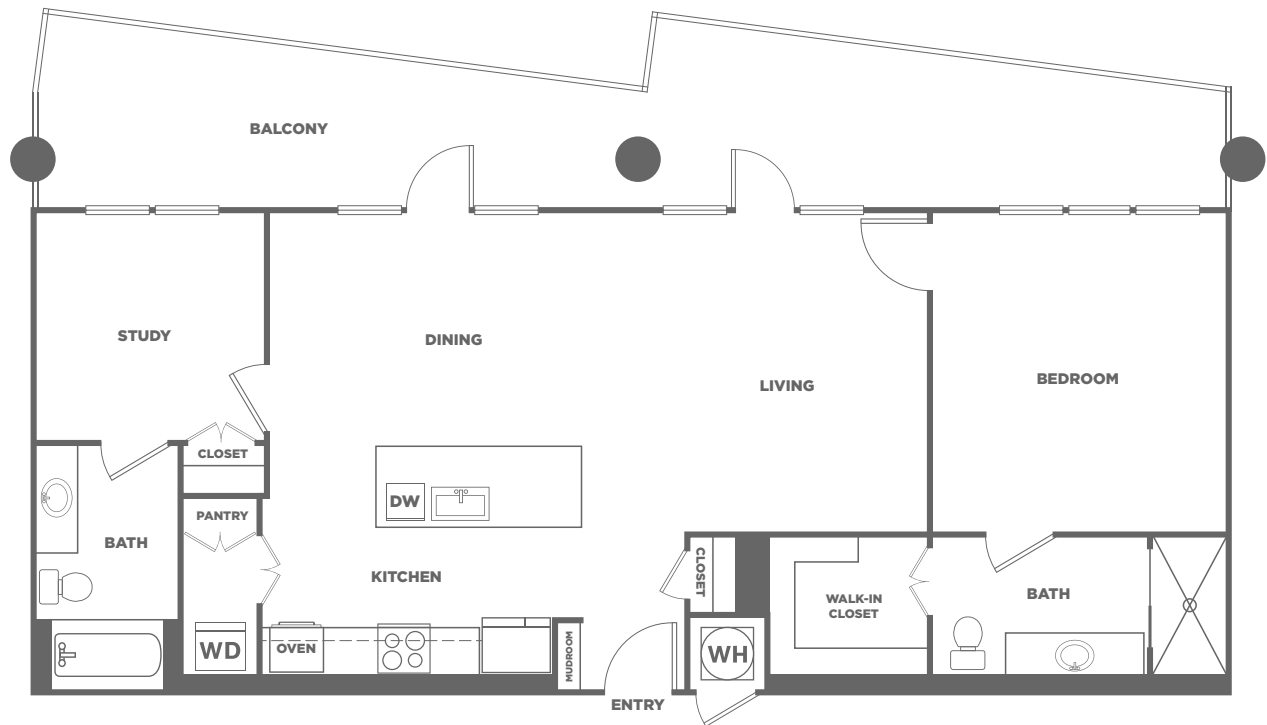 BALCONY
STUDY
DINING
LIVING
BEDROOM
CLOSET
DW
PANTRY
BATH
KITCHEN
CLOSET
WALK-IN
CLOSET
BATH
OVEN
WD
MUDROOM
WH
ENTRY